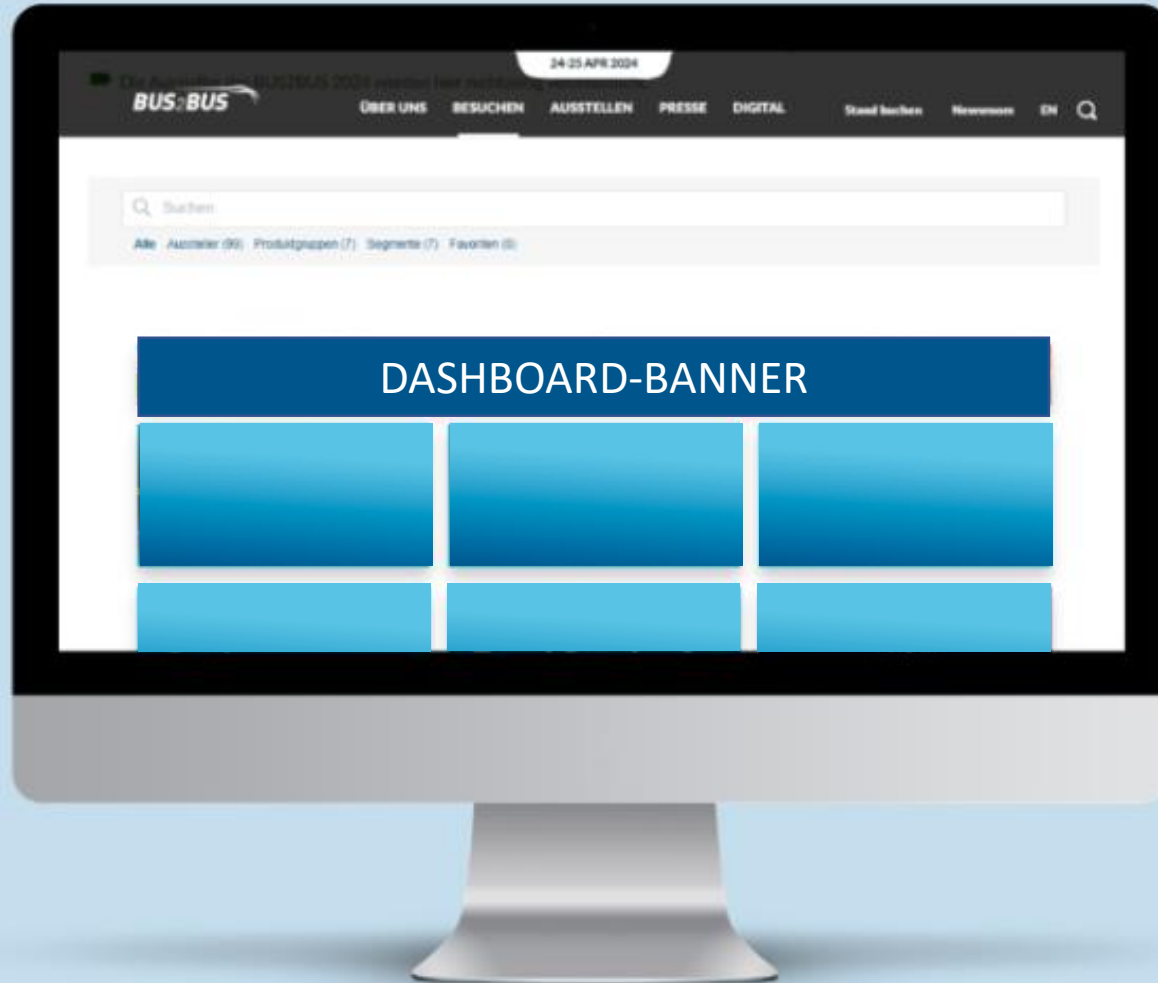 24-25 APR 2024
BUS2BUS
ÜBER UNS BESUCHEN AUSSTELLEN PRESSE DIGITAL Stand buchen Newsroom EN
Suchen
Alle Aussteller (99) Produktgruppen (7) Segmente (7) Favoriten (0)
DASHBOARD-BANNER